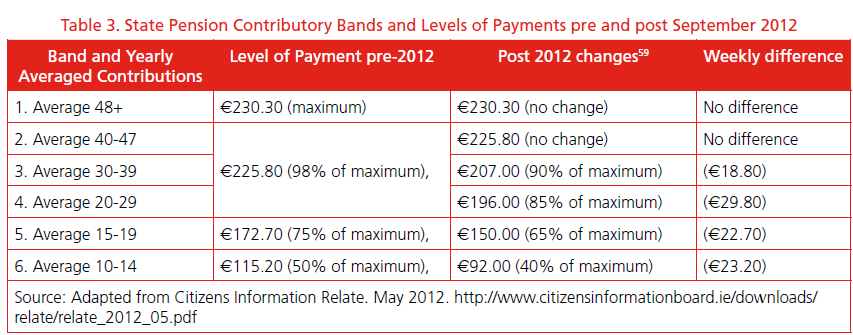 Table 3. State Pension Contributory Bands and Levels of Payments pre and post September 2012
Band and Yearly Averaged Contributions Level of Payment pre-2012 Post 2012 changes59 Weekly difference
1. Average 48+ €230.30 (maximum) €230.30 (no change) No difference
2. Average 40-47 €225.80 (no change) No difference
3. Average 30-39 €225.80 (98% of maximum), €207.00 (90% of maximum) (€18.80)
4. Average 20-29 €196.00 (85% of maximum) (€29.80)
5. Average 15-19 €172.70 (75% of maximum), €150.00 (65% of maximum) (€22.70)
6. Average 10-14 €115.20 (50% of maximum), €92.00 (40% of maximum) (€23.20)
Source: Adapted from Citizens Information Relate. May 2012. http://www.citizensinformationboard.ie/downloads/
relate/relate_2012_05.pdf